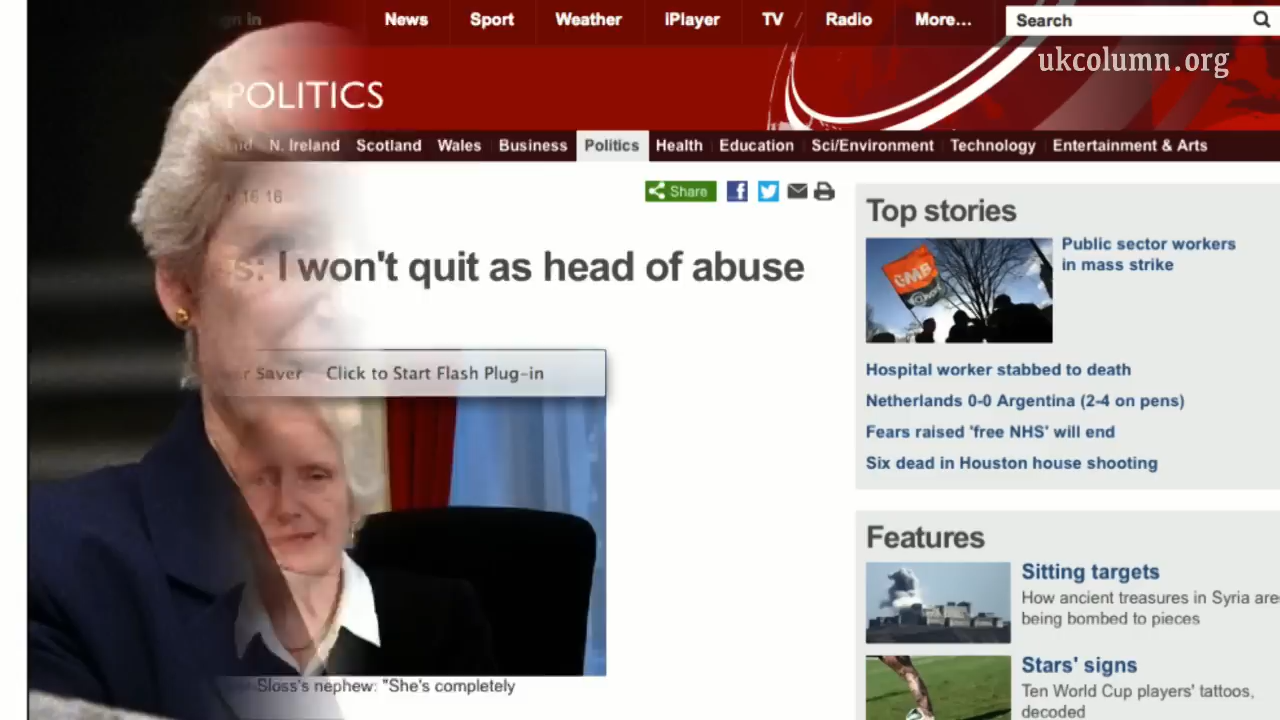 News Sport Weather iPlayer TV Radio More... Search
ukcolumn.org
POLITICS
N. Ireland Scotland Wales Business Politics Health Education Sci/Environment Technology Entertainment & Arts
16 16
Share
s: I won't quit as head of abuse
Saver Click to Start Flash Plug-in
Sloss's nephew: "She's completely
Top stories
Public sector workers
in mass strike
GMB
Hospital worker stabbed to death
Netherlands 0-0 Argentina (2-4 on pens)
Fears raised 'free NHS' will end
Six dead in Houston house shooting
Features
Sitting targets
How ancient treasures in Syria are
being bombed to pieces
Stars' signs
Ten World Cup players' tattoos,
decoded